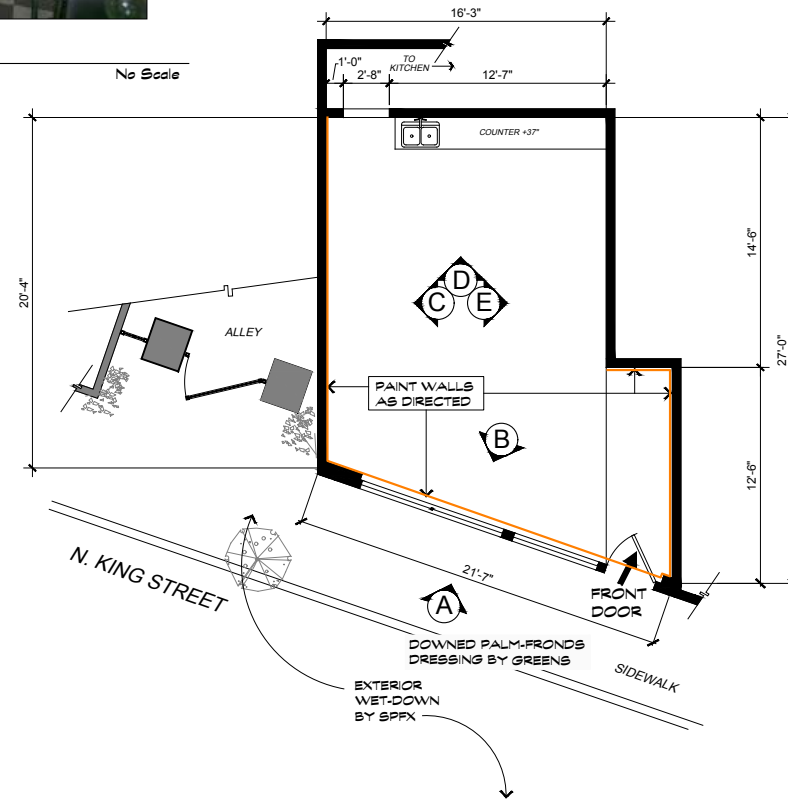 No Scale
16'-3"
1'-0"
2'-8"
TO
KITCHEN
12'-7"
COUNTER +37"
20'-4"
14'-6"
27'-0"
12'-6"
ALLEY
D
C
E
PAINT WALLS
AS DIRECTED
B
N. KING STREET
21'-7"
A
FRONT
DOOR
DOWNED PALM-FRONDS
DRESSING BY GREENS
SIDEWALK
EXTERIOR
WET-DOWN
BY SPFX